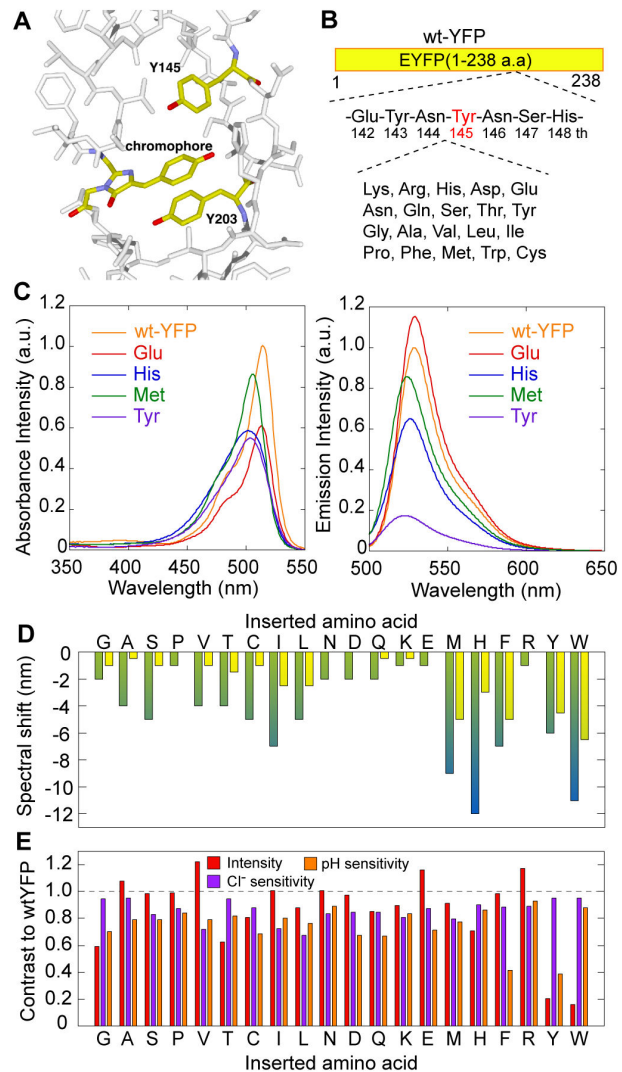 A
Y145
chromophore
Y203
B
wt-YFP
EYFP(1-238 a.a)
1 238
-Glu-Tyr-Asn-Tyr-Asn-Ser-His-
142 143 144 145 146 147 148 th
Lys, Arg, His, Asp, Glu
Asn, Gln, Ser, Thr, Tyr
Gly, Ala, Val, Leu, Ile
Pro, Phe, Met, Trp, Cys
C
Absorbance Intensity (a.u.)
1.2
1.0
0.8
0.6
0.4
0.2
0
wt-YFP
Glu
His
Met
Tyr
350 400 450 500 550
Wavelength (nm)
Emission Intensity (a.u.)
1.2
1.0
0.8
0.6
0.4
0.2
0
wt-YFP
Glu
His
Met
Tyr
500 550 600 650
Wavelength (nm)
D
Inserted amino acid
G A S P V T C I L N D Q K E M H F R Y W
Spectral shift (nm)
0
-2
-4
-6
-8
-10
-12
E
Contrast to wtYFP
1.2
1.0
0.8
0.6
0.4
0.2
0
Intensity
Cl⁻ sensitivity
pH sensitivity
G A S P V T C I L N D Q K E M H F R Y W
Inserted amino acid